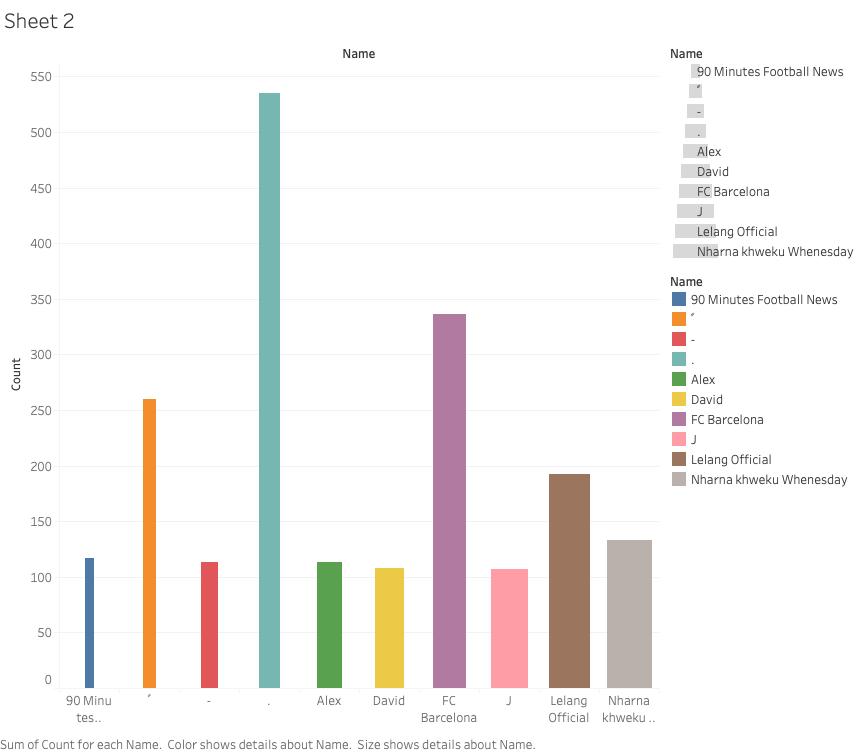 Sheet 2
Name
Count
550
500
450
400
350
300
250
200
150
100
50
0
90 Minu
tes..
-
.
Alex
David
FC
Barcelona
J
Lelang
Official
Nharna
khweku ..
Name
90 Minutes Football News
-
.
Alex
David
FC Barcelona
J
Lelang Official
Nharna khweku Whenesday
Name
90 Minutes Football News
-
.
Alex
David
FC Barcelona
J
Lelang Official
Nharna khweku Whenesday
Sum of Count for each Name.  Color shows details about Name.  Size shows details about Name.